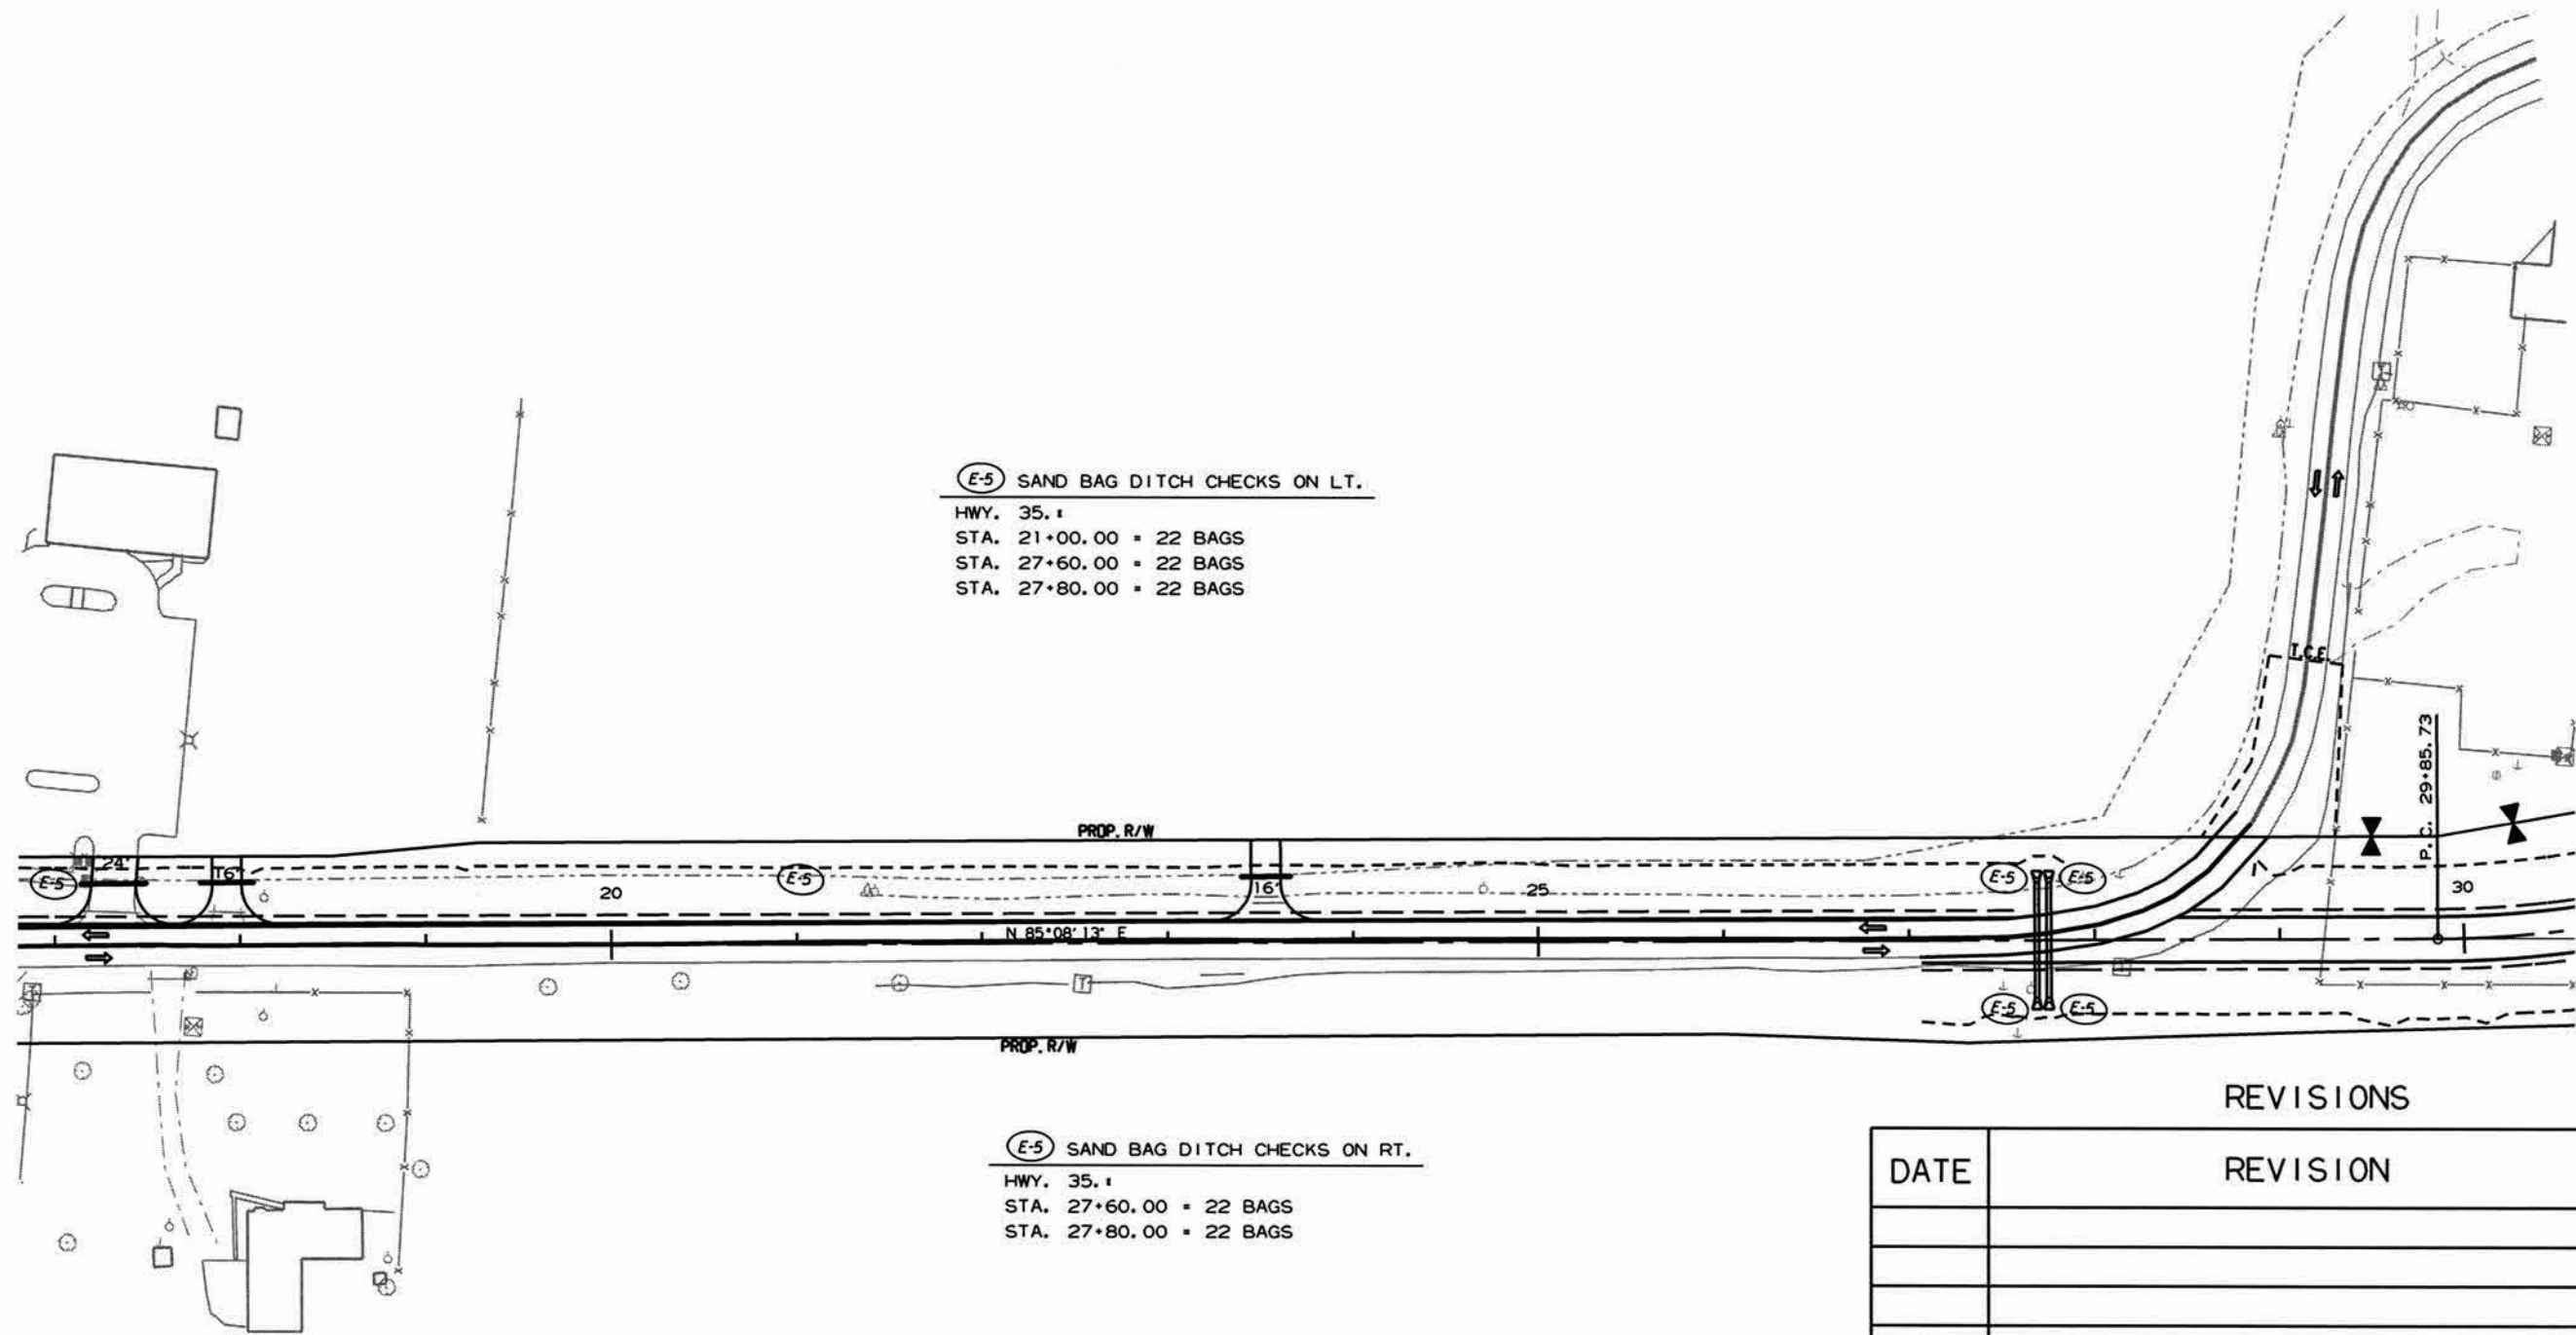 E-5 SAND BAG DITCH CHECKS ON LT.
HWY. 35.:
STA. 21+00.00 = 22 BAGS
STA. 27+60.00 = 22 BAGS
STA. 27+80.00 = 22 BAGS
T.C.E.
P.C. 29+85.73
PROP. R/W
24'
16'
E-5
E-5
E-5
E-5
20
16'
25
30
N 85°08'13" E
T
E-5
E-5
PROP. R/W
E-5 SAND BAG DITCH CHECKS ON RT.
HWY. 35.:
STA. 27+60.00 = 22 BAGS
STA. 27+80.00 = 22 BAGS
REVISIONS
DATE REVISION